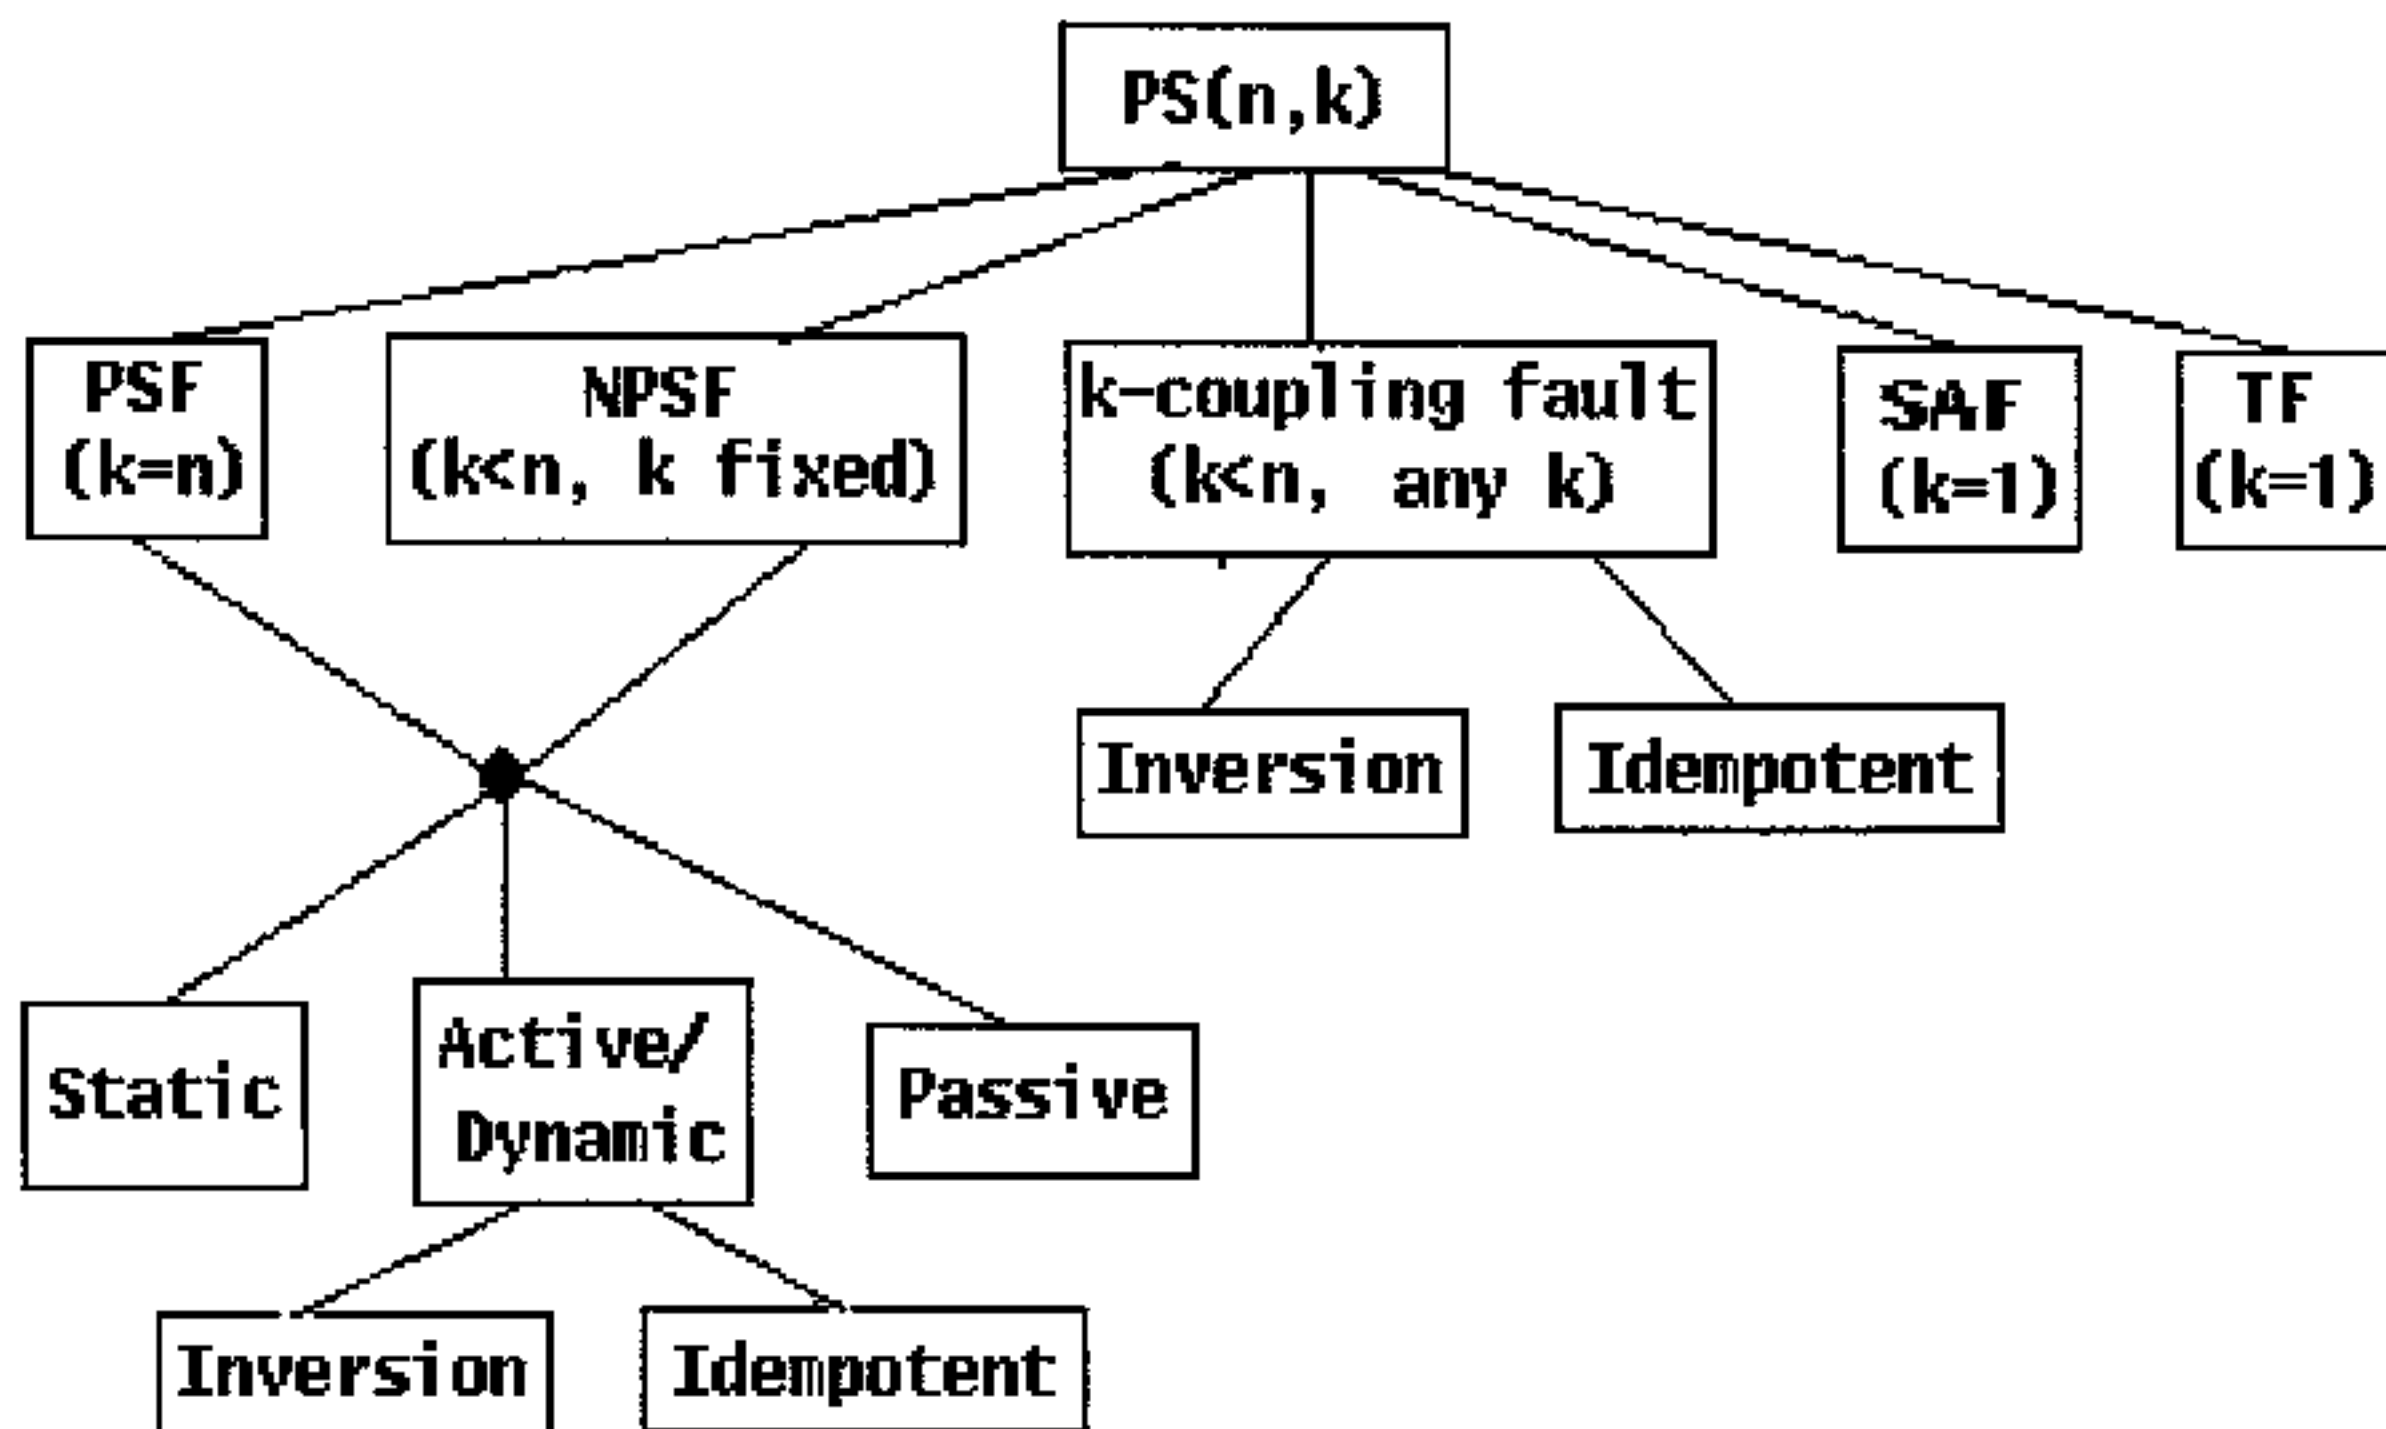 PS(n,k)
PSF
(k=n)
NPSF
(k<n, k fixed)
k-coupling fault
(k<n, any k)
SAF
(k=1)
TF
(k=1)
Inversion
Idempotent
Static
Active/
Dynamic
Passive
Inversion
Idempotent